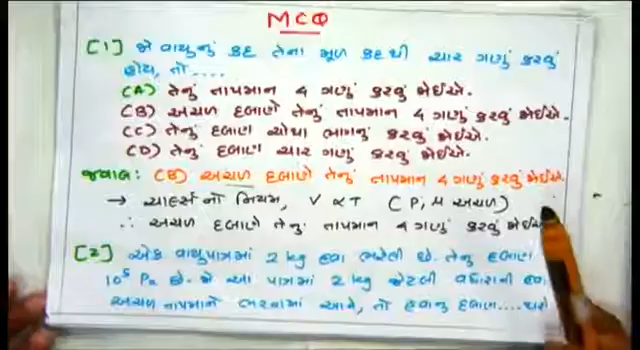 MCQ
[1] જો વાયુનું કદ તેના મૂળ કદથી ચાર ગણું કરવું
હોય, તો....
(A) તેનું તાપમાન 4 ગણું કરવું જોઈએ.
(B) અચળ દબાણે તેનું તાપમાન 4 ગણું કરવું જોઈએ.
(C) તેનું દબાણ ચોથા ભાગનું કરવું જોઈએ.
(D) તેનું દબાણ ચાર ગણું કરવું જોઈએ.
જવાબ: (B) અચળ દબાણે તેનું તાપમાન 4 ગણું કરવું જોઈએ.
→ ચાર્લ્સનો નિયમ, V ∝ T (P, μ અચળ)
∴ અચળ દબાણે તેનું તાપમાન 4 ગણું કરવું જોઈએ
[2] એક વાયુપાત્રમાં 2 kg હવા ભરેલી છે. તેનું દબાણ
10⁵ Pa છે. જો આ પાત્રમાં 2 kg જેટલી વધારાની હવા
અચળ તાપમાને ભરવામાં આવે, તો હવાનું દબાણ.... થશે